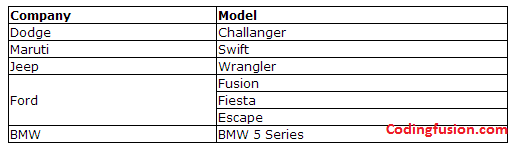 Company Model
Dodge Challanger
Maruti Swift
Jeep Wrangler
Ford Fusion
Fiesta
Escape
BMW BMW 5 Series
Codingfusion.com